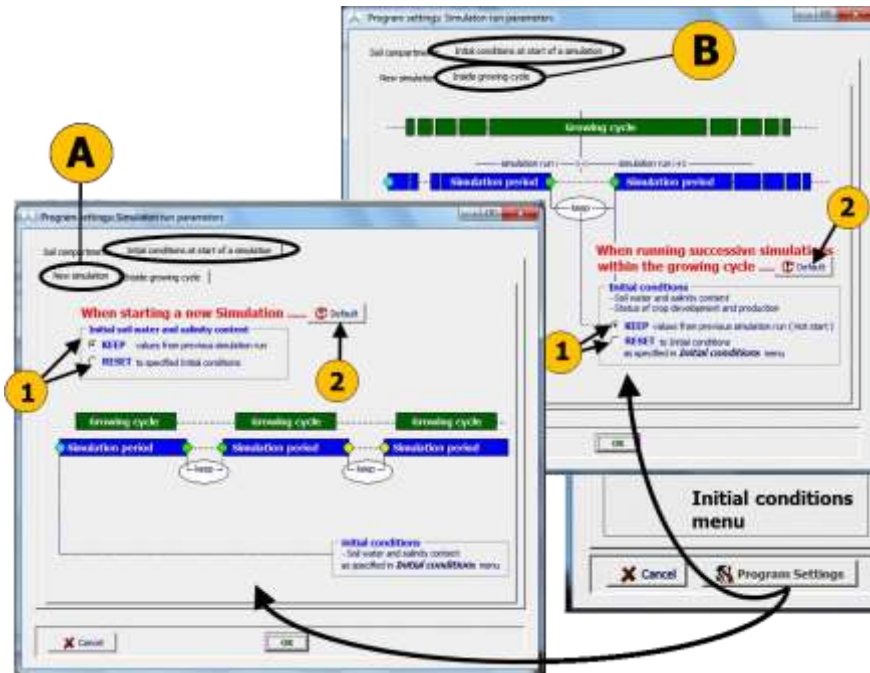 Program settings: Simulation run parameters
Soil compartments
Initial conditions at start of a simulation
B
New simulation
Inside growing cycle
Growing cycle
simulation run i
simulation run i+1
Simulation period
Simulation period
keep
2
When running successive simulations
within the growing cycle ....
Default
Initial conditions
- Soil water and salinity content
- Status of crop development and production
1
KEEP values from previous simulation run (Hot start)
RESET to Initial conditions
as specified in Initial conditions menu
OK
Initial conditions
menu
Cancel
Program Settings
A
Program settings: Simulation run parameters
Soil compartments
Initial conditions at start of a simulation
New simulation
Inside growing cycle
When starting a new Simulation ....
Default
Initial soil water and salinity content
KEEP values from previous simulation run
RESET to specified Initial conditions
1
2
Growing cycle
Growing cycle
Growing cycle
Simulation period
Simulation period
Simulation period
keep
keep
Initial conditions
- Soil water and salinity content
as specified in Initial conditions menu
Cancel
OK